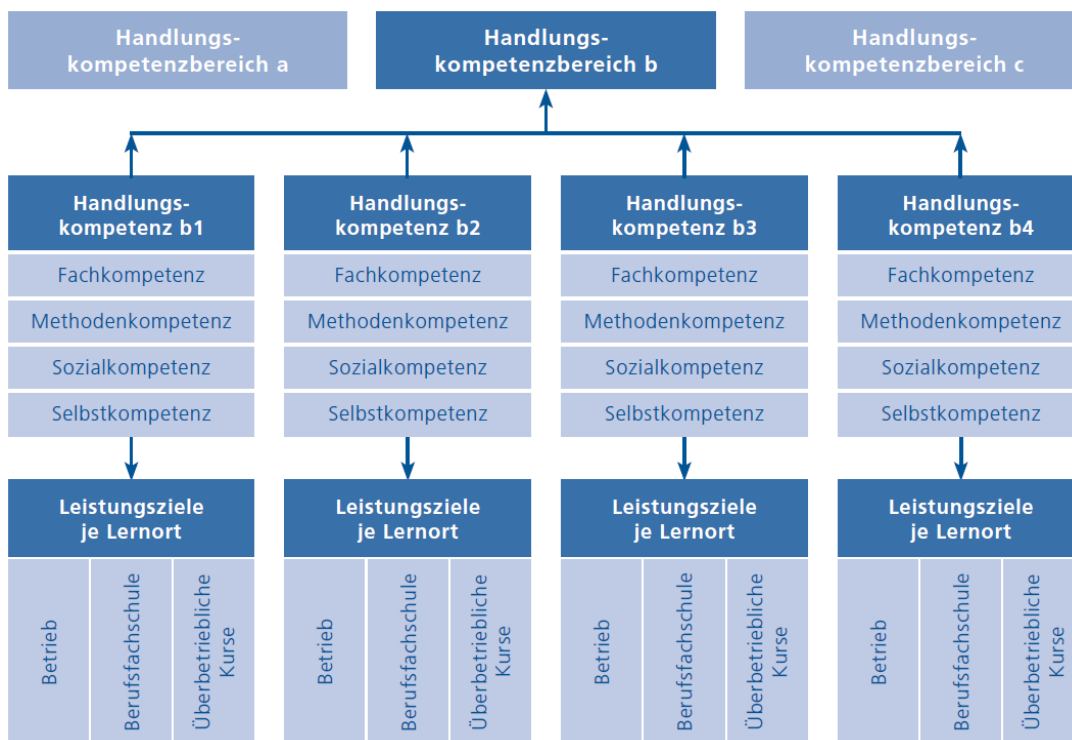 Handlungs-
kompetenzbereich a
Handlungs-
kompetenzbereich b
Handlungs-
kompetenzbereich c
Handlungs-
kompetenz b1
Fachkompetenz
Methodenkompetenz
Sozialkompetenz
Selbstkompetenz
Leistungsziele
je Lernort
Betrieb
Berufsfachschule
Überbetriebliche
Kurse
Handlungs-
kompetenz b2
Fachkompetenz
Methodenkompetenz
Sozialkompetenz
Selbstkompetenz
Leistungsziele
je Lernort
Betrieb
Berufsfachschule
Überbetriebliche
Kurse
Handlungs-
kompetenz b3
Fachkompetenz
Methodenkompetenz
Sozialkompetenz
Selbstkompetenz
Leistungsziele
je Lernort
Betrieb
Berufsfachschule
Überbetriebliche
Kurse
Handlungs-
kompetenz b4
Fachkompetenz
Methodenkompetenz
Sozialkompetenz
Selbstkompetenz
Leistungsziele
je Lernort
Betrieb
Berufsfachschule
Überbetriebliche
Kurse